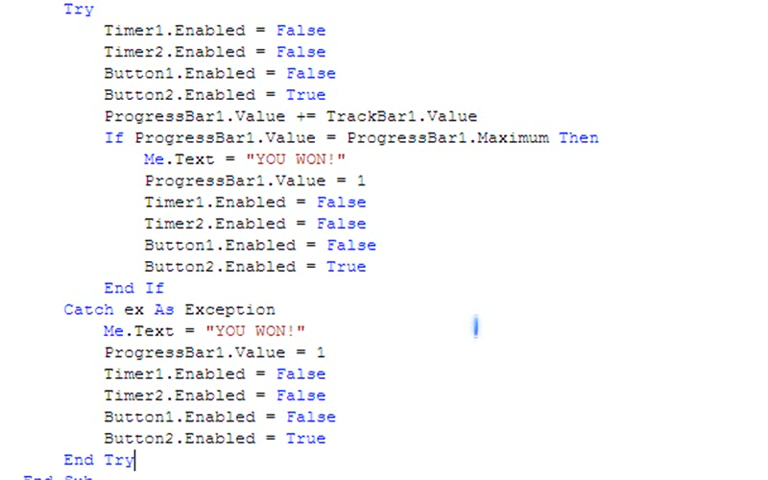 Try
Timer1.Enabled = False
Timer2.Enabled = False
Button1.Enabled = False
Button2.Enabled = True
ProgressBar1.Value += TrackBar1.Value
If ProgressBar1.Value = ProgressBar1.Maximum Then
Me.Text = "YOU WON!"
ProgressBar1.Value = 1
Timer1.Enabled = False
Timer2.Enabled = False
Button1.Enabled = False
Button2.Enabled = True
End If
Catch ex As Exception
Me.Text = "YOU WON!"
ProgressBar1.Value = 1
Timer1.Enabled = False
Timer2.Enabled = False
Button1.Enabled = False
Button2.Enabled = True
End Try
End Sub